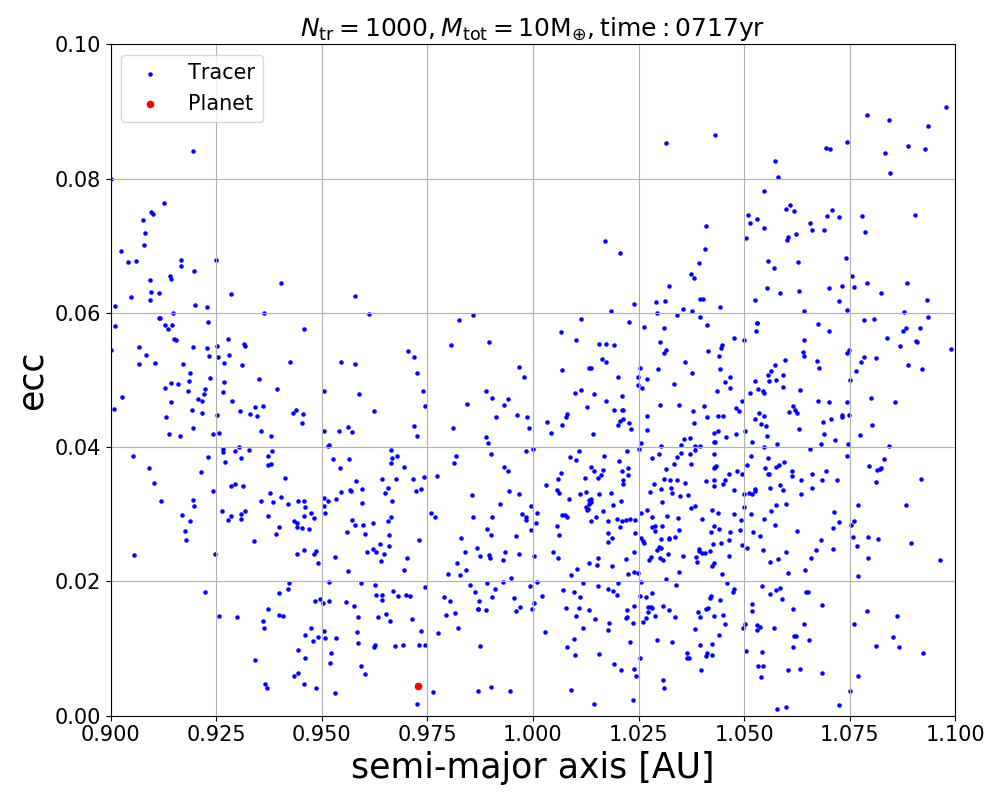 N_tr = 1000, M_tot = 10M_⊕, time : 0717yr
Tracer
Planet
ecc
0.10
0.08
0.06
0.04
0.02
0.00
0.900 0.925 0.950 0.975 1.000 1.025 1.050 1.075 1.100
semi-major axis [AU]